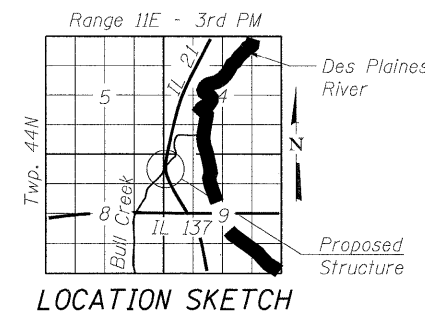 Range 11E - 3rd PM
Des Plaines
River
IL 21
5
4
N
Twp. 44N
8
9
IL 137
Bull Creek
Proposed
Structure
LOCATION SKETCH